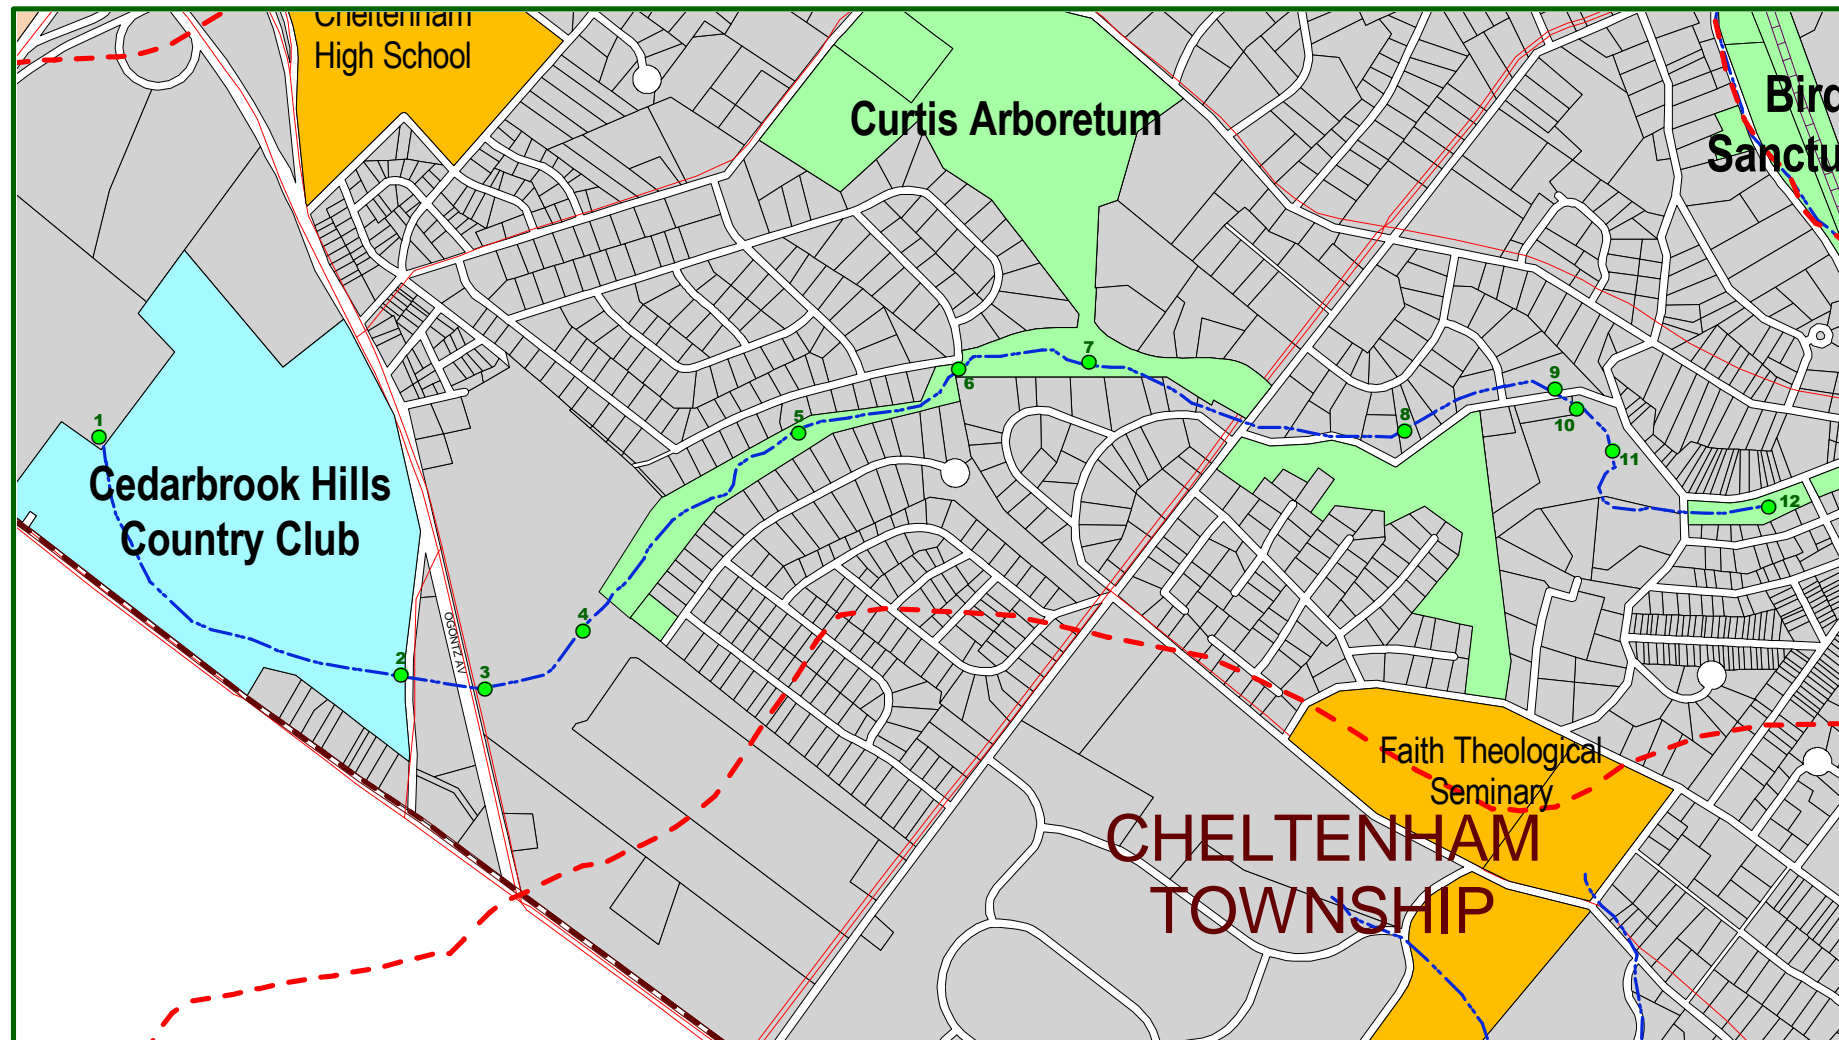 Cheltenham
High School
Curtis Arboretum
Bird
Sanctu
1
Cedarbrook Hills
Country Club
2
3
4
5
6
7
8
9
10
11
12
OGONTZ AV
Faith Theological
Seminary
CHELTENHAM
TOWNSHIP